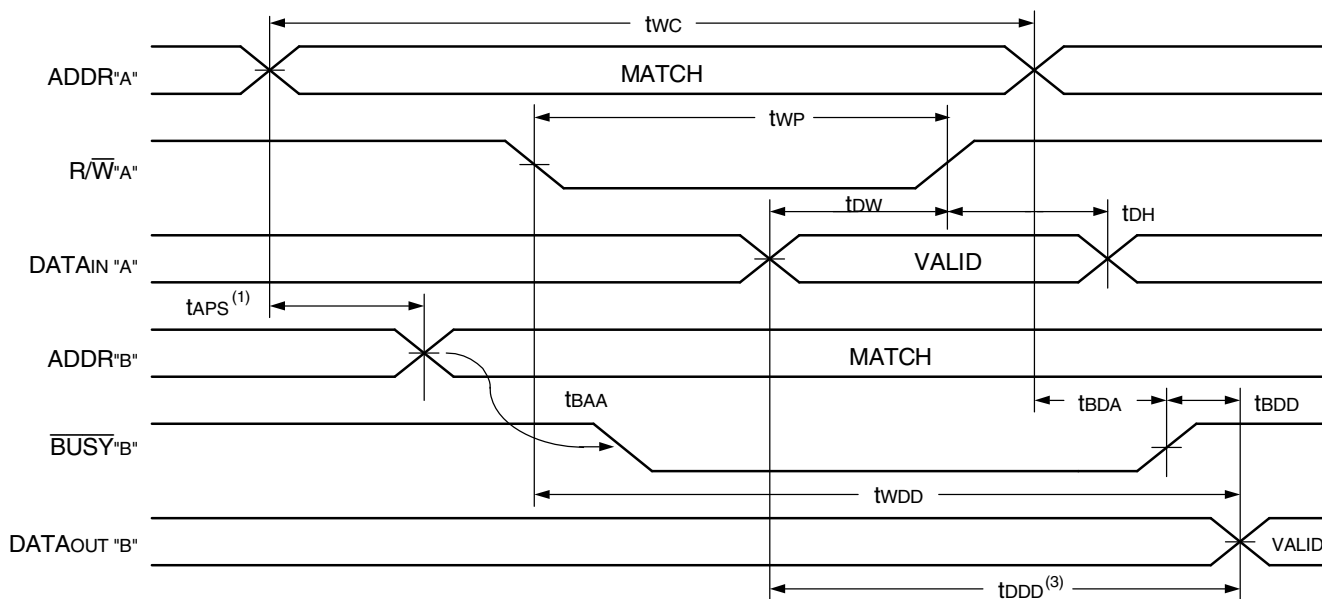 tWC
ADDR"A" MATCH
tWP
R/W̅"A"
tDW tDH
DATAIN "A" VALID
tAPS(1)
ADDR"B" MATCH
tBAA tBDA tBDD
B̅U̅S̅Y̅"B"
tWDD
DATAOUT "B" VALID
tDDD(3)